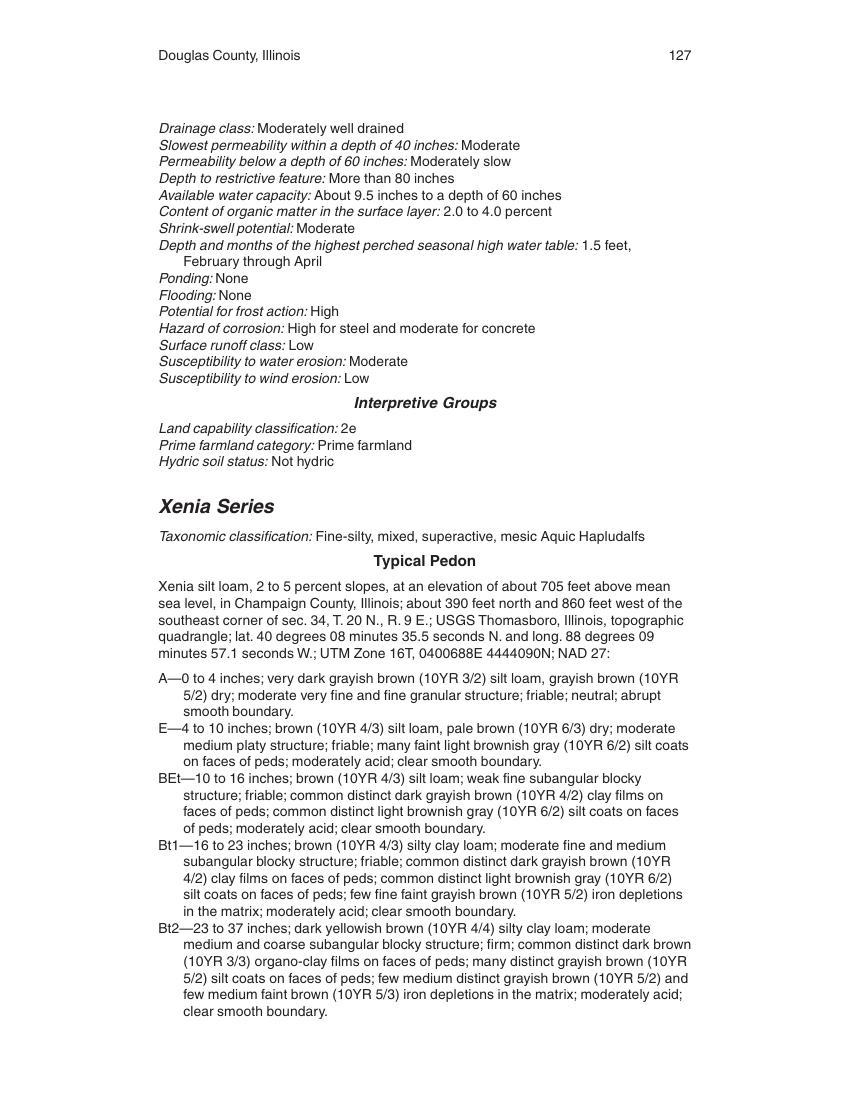 Douglas County, Illinois 127
Drainage class: Moderately well drained
Slowest permeability within a depth of 40 inches: Moderate
Permeability below a depth of 60 inches: Moderately slow
Depth to restrictive feature: More than 80 inches
Available water capacity: About 9.5 inches to a depth of 60 inches
Content of organic matter in the surface layer: 2.0 to 4.0 percent
Shrink-swell potential: Moderate
Depth and months of the highest perched seasonal high water table: 1.5 feet,
February through April
Ponding: None
Flooding: None
Potential for frost action: High
Hazard of corrosion: High for steel and moderate for concrete
Surface runoff class: Low
Susceptibility to water erosion: Moderate
Susceptibility to wind erosion: Low
Interpretive Groups
Land capability classification: 2e
Prime farmland category: Prime farmland
Hydric soil status: Not hydric
Xenia Series
Taxonomic classification: Fine-silty, mixed, superactive, mesic Aquic Hapludalfs
Typical Pedon
Xenia silt loam, 2 to 5 percent slopes, at an elevation of about 705 feet above mean
sea level, in Champaign County, Illinois; about 390 feet north and 860 feet west of the
southeast corner of sec. 34, T. 20 N., R. 9 E.; USGS Thomasboro, Illinois, topographic
quadrangle; lat. 40 degrees 08 minutes 35.5 seconds N. and long. 88 degrees 09
minutes 57.1 seconds W.; UTM Zone 16T, 0400688E 4444090N; NAD 27:
A—0 to 4 inches; very dark grayish brown (10YR 3/2) silt loam, grayish brown (10YR
5/2) dry; moderate very fine and fine granular structure; friable; neutral; abrupt
smooth boundary.
E—4 to 10 inches; brown (10YR 4/3) silt loam, pale brown (10YR 6/3) dry; moderate
medium platy structure; friable; many faint light brownish gray (10YR 6/2) silt coats
on faces of peds; moderately acid; clear smooth boundary.
BEt—10 to 16 inches; brown (10YR 4/3) silt loam; weak fine subangular blocky
structure; friable; common distinct dark grayish brown (10YR 4/2) clay films on
faces of peds; common distinct light brownish gray (10YR 6/2) silt coats on faces
of peds; moderately acid; clear smooth boundary.
Bt1—16 to 23 inches; brown (10YR 4/3) silty clay loam; moderate fine and medium
subangular blocky structure; friable; common distinct dark grayish brown (10YR
4/2) clay films on faces of peds; common distinct light brownish gray (10YR 6/2)
silt coats on faces of peds; few fine faint grayish brown (10YR 5/2) iron depletions
in the matrix; moderately acid; clear smooth boundary.
Bt2—23 to 37 inches; dark yellowish brown (10YR 4/4) silty clay loam; moderate
medium and coarse subangular blocky structure; firm; common distinct dark brown
(10YR 3/3) organo-clay films on faces of peds; many distinct grayish brown (10YR
5/2) silt coats on faces of peds; few medium distinct grayish brown (10YR 5/2) and
few medium faint brown (10YR 5/3) iron depletions in the matrix; moderately acid;
clear smooth boundary.